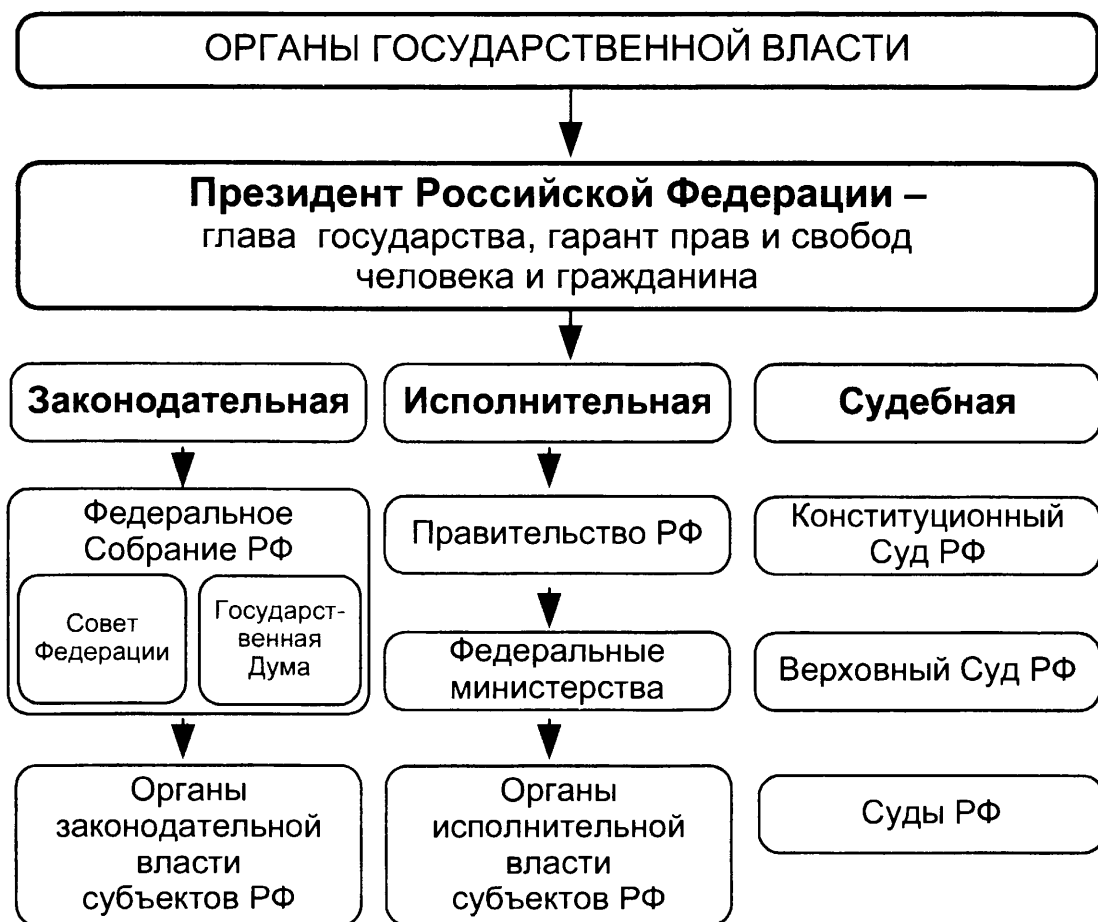 ОРГАНЫ ГОСУДАРСТВЕННОЙ ВЛАСТИ
Президент Российской Федерации –
глава государства, гарант прав и свобод
человека и гражданина
Законодательная
Исполнительная
Судебная
Федеральное
Собрание РФ
Совет
Федерации
Государст-
венная
Дума
Правительство РФ
Конституционный
Суд РФ
Федеральные
министерства
Верховный Суд РФ
Органы
законодательной
власти
субъектов РФ
Органы
исполнительной
власти
субъектов РФ
Суды РФ